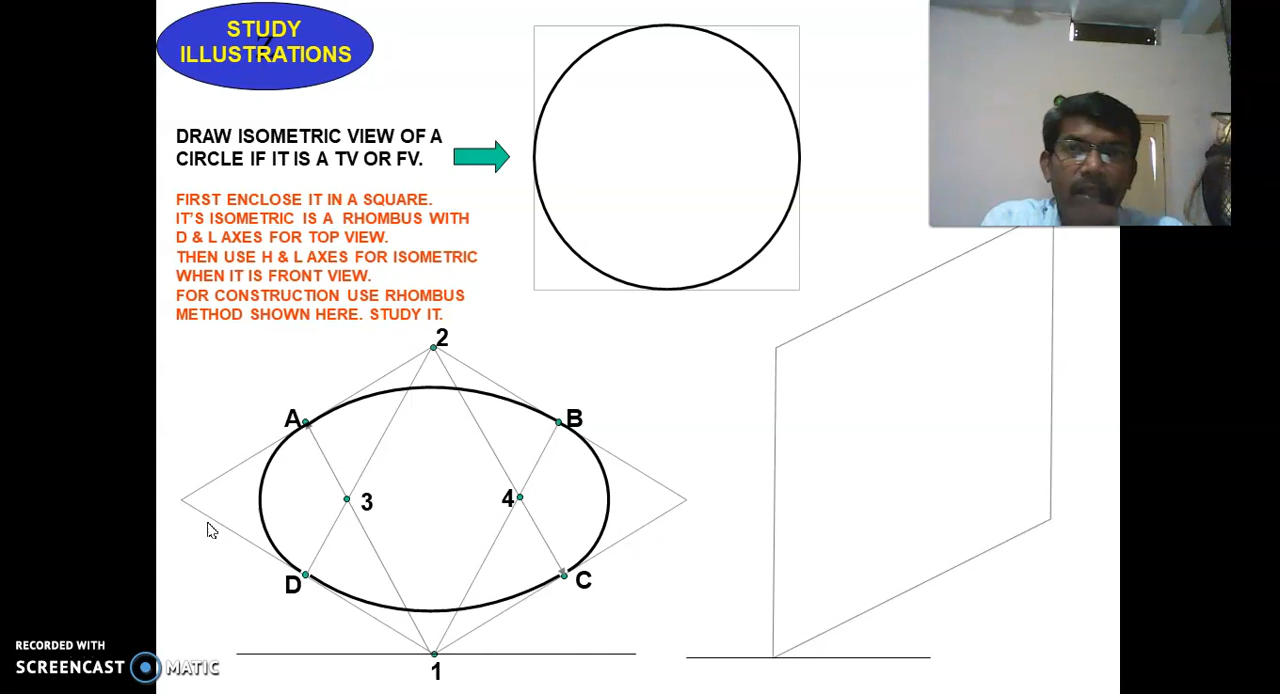 STUDY
ILLUSTRATIONS
DRAW ISOMETRIC VIEW OF A
CIRCLE IF IT IS A TV OR FV.
FIRST ENCLOSE IT IN A SQUARE.
IT'S ISOMETRIC IS A RHOMBUS WITH
D & L AXES FOR TOP VIEW.
THEN USE H & L AXES FOR ISOMETRIC
WHEN IT IS FRONT VIEW.
FOR CONSTRUCTION USE RHOMBUS
METHOD SHOWN HERE. STUDY IT.
2
A
B
3
4
D
C
1
RECORDED WITH
SCREENCAST MATIC